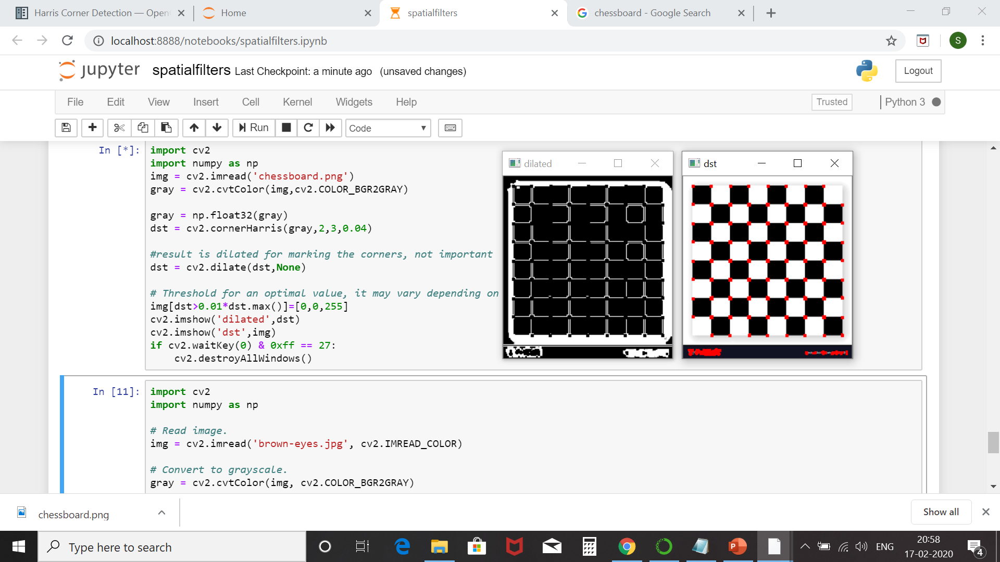 Harris Corner Detection — Open
Home
spatialfilters
chessboard - Google Search
localhost:8888/notebooks/spatialfilters.ipynb
S
jupyter spatialfilters Last Checkpoint: a minute ago (unsaved changes)
Logout
File Edit View Insert Cell Kernel Widgets Help
Trusted
Python 3
Run
Code
In [*]:
import cv2
import numpy as np
img = cv2.imread('chessboard.png')
gray = cv2.cvtColor(img,cv2.COLOR_BGR2GRAY)
gray = np.float32(gray)
dst = cv2.cornerHarris(gray,2,3,0.04)
#result is dilated for marking the corners, not important
dst = cv2.dilate(dst,None)
# Threshold for an optimal value, it may vary depending on
img[dst>0.01*dst.max()]=[0,0,255]
cv2.imshow('dilated',dst)
cv2.imshow('dst',img)
if cv2.waitKey(0) & 0xff == 27:
    cv2.destroyAllWindows()
dilated
dst
In [11]:
import cv2
import numpy as np
# Read image.
img = cv2.imread('brown-eyes.jpg', cv2.IMREAD_COLOR)
# Convert to grayscale.
gray = cv2.cvtColor(img, cv2.COLOR_BGR2GRAY)
chessboard.png
Show all
Type here to search
ENG
20:58
17-02-2020
4